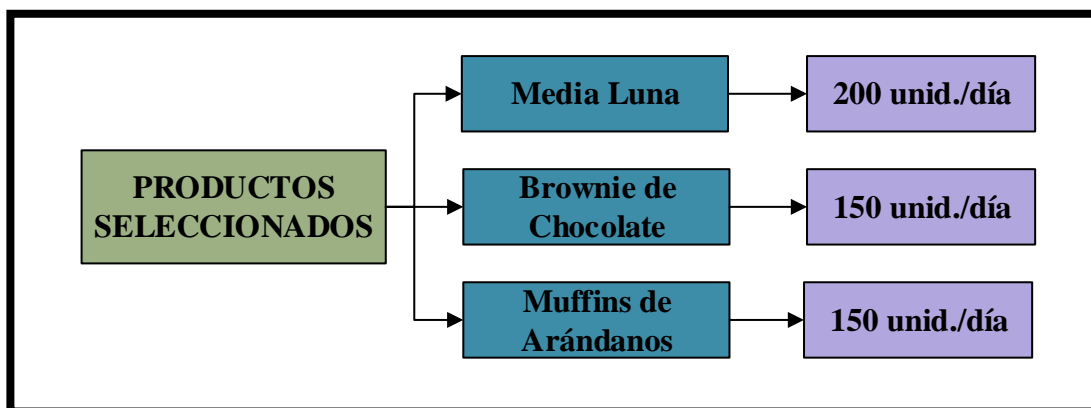 PRODUCTOS
SELECCIONADOS
Media Luna
200 unid./día
Brownie de
Chocolate
150 unid./día
Muffins de
Arándanos
150 unid./día